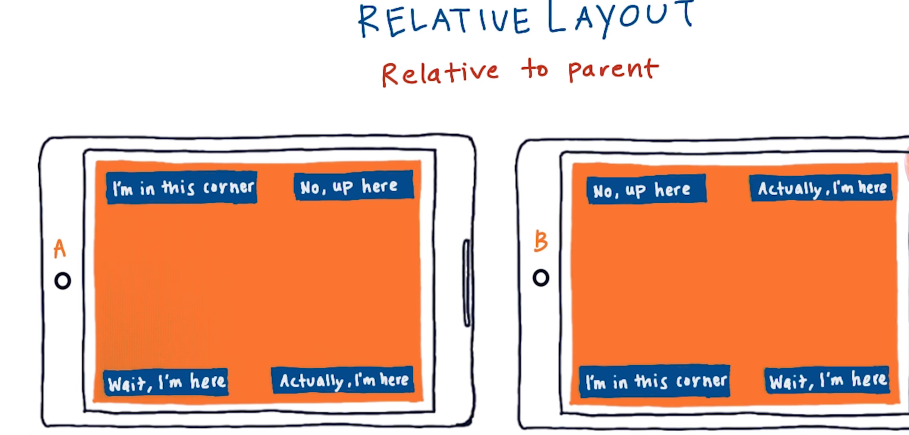 RELATIVE LAYOUT
Relative to parent
I'm in this corner
No, up here
A
Wait, I'm here
Actually, I'm here
No, up here
Actually, I'm here
B
I'm in this corner
Wait, I'm here